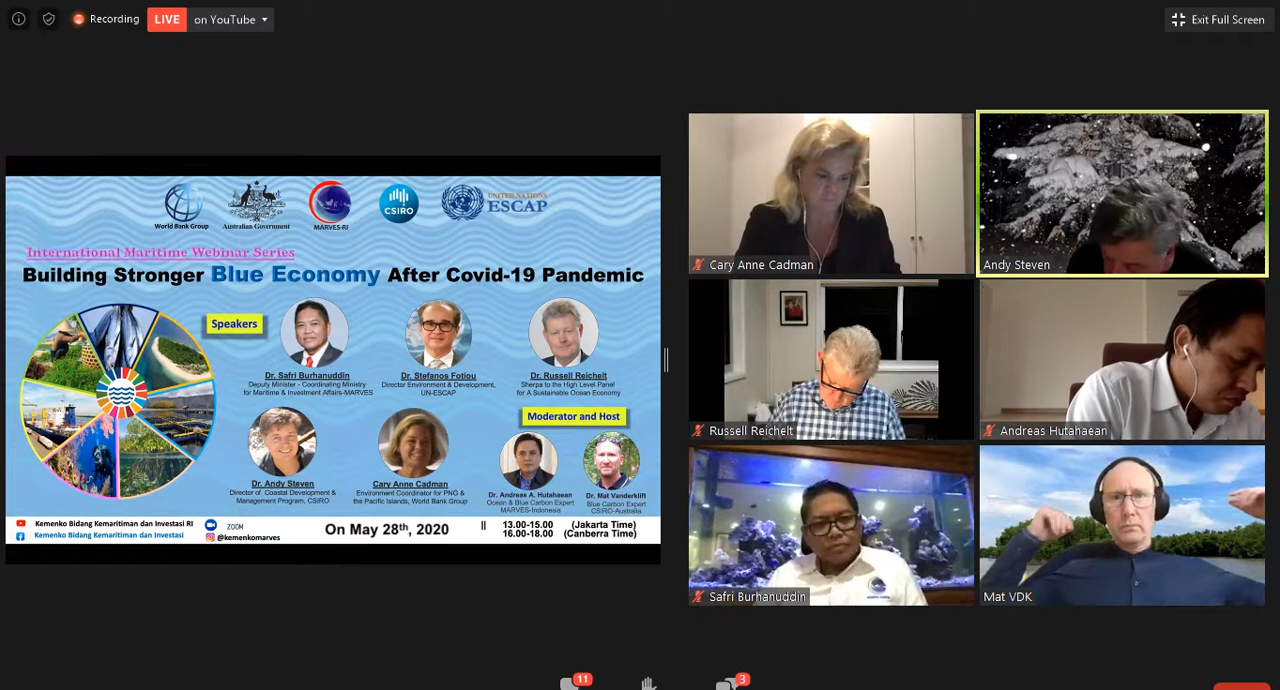 Recording
LIVE on YouTube
Exit Full Screen
World Bank Group
Australian Government
MARVES-RI
CSIRO
UNITED NATIONS
ESCAP
International Maritime Webinar Series
Building Stronger Blue Economy After Covid-19 Pandemic
Speakers
Dr. Safri Burhanuddin
Deputy Minister - Coordinating Ministry
for Maritime & Investment Affairs-MARVES
Dr. Stefanos Fotiou
Director Environment & Development,
UN-ESCAP
Dr. Russell Reichelt
Sherpa to the High Level Panel
for A Sustainable Ocean Economy
Dr. Andy Steven
Director of Coastal Development &
Management Program, CSIRO
Cary Anne Cadman
Environment Coordinator for PNG &
the Pacific Islands, World Bank Group
Moderator and Host
Dr. Andreas A. Hutahaean
Ocean & Blue Carbon Expert
MARVES-Indonesia
Dr. Mat Vanderklift
Blue Carbon Expert
CSIRO-Australia
Kemenko Bidang Kemaritiman dan Investasi RI
Kemenko Bidang Kemaritiman dan Investasi
ZOOM
@kemenkomarves
On May 28th, 2020
13.00-15.00 (Jakarta Time)
16.00-18.00 (Canberra Time)
Cary Anne Cadman
Andy Steven
Russell Reichelt
Andreas Hutahaean
Safri Burhanuddin
Mat VDK
11
3